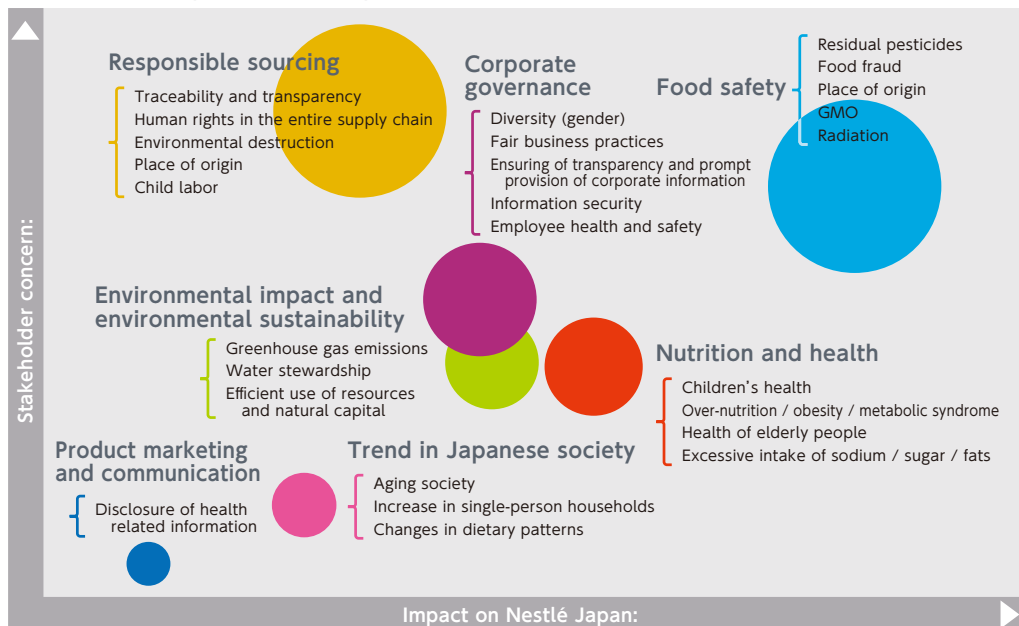 Responsible sourcing
Traceability and transparency
Human rights in the entire supply chain
Environmental destruction
Place of origin
Child labor
Corporate
governance
Diversity (gender)
Fair business practices
Ensuring of transparency and prompt
provision of corporate information
Information security
Employee health and safety
Food safety
Residual pesticides
Food fraud
Place of origin
GMO
Radiation
Environmental impact and
environmental sustainability
Greenhouse gas emissions
Water stewardship
Efficient use of resources
and natural capital
Nutrition and health
Children's health
Over-nutrition / obesity / metabolic syndrome
Health of elderly people
Excessive intake of sodium / sugar / fats
Product marketing
and communication
Disclosure of health
related information
Trend in Japanese society
Aging society
Increase in single-person households
Changes in dietary patterns
Stakeholder concern:
Impact on Nestlé Japan: